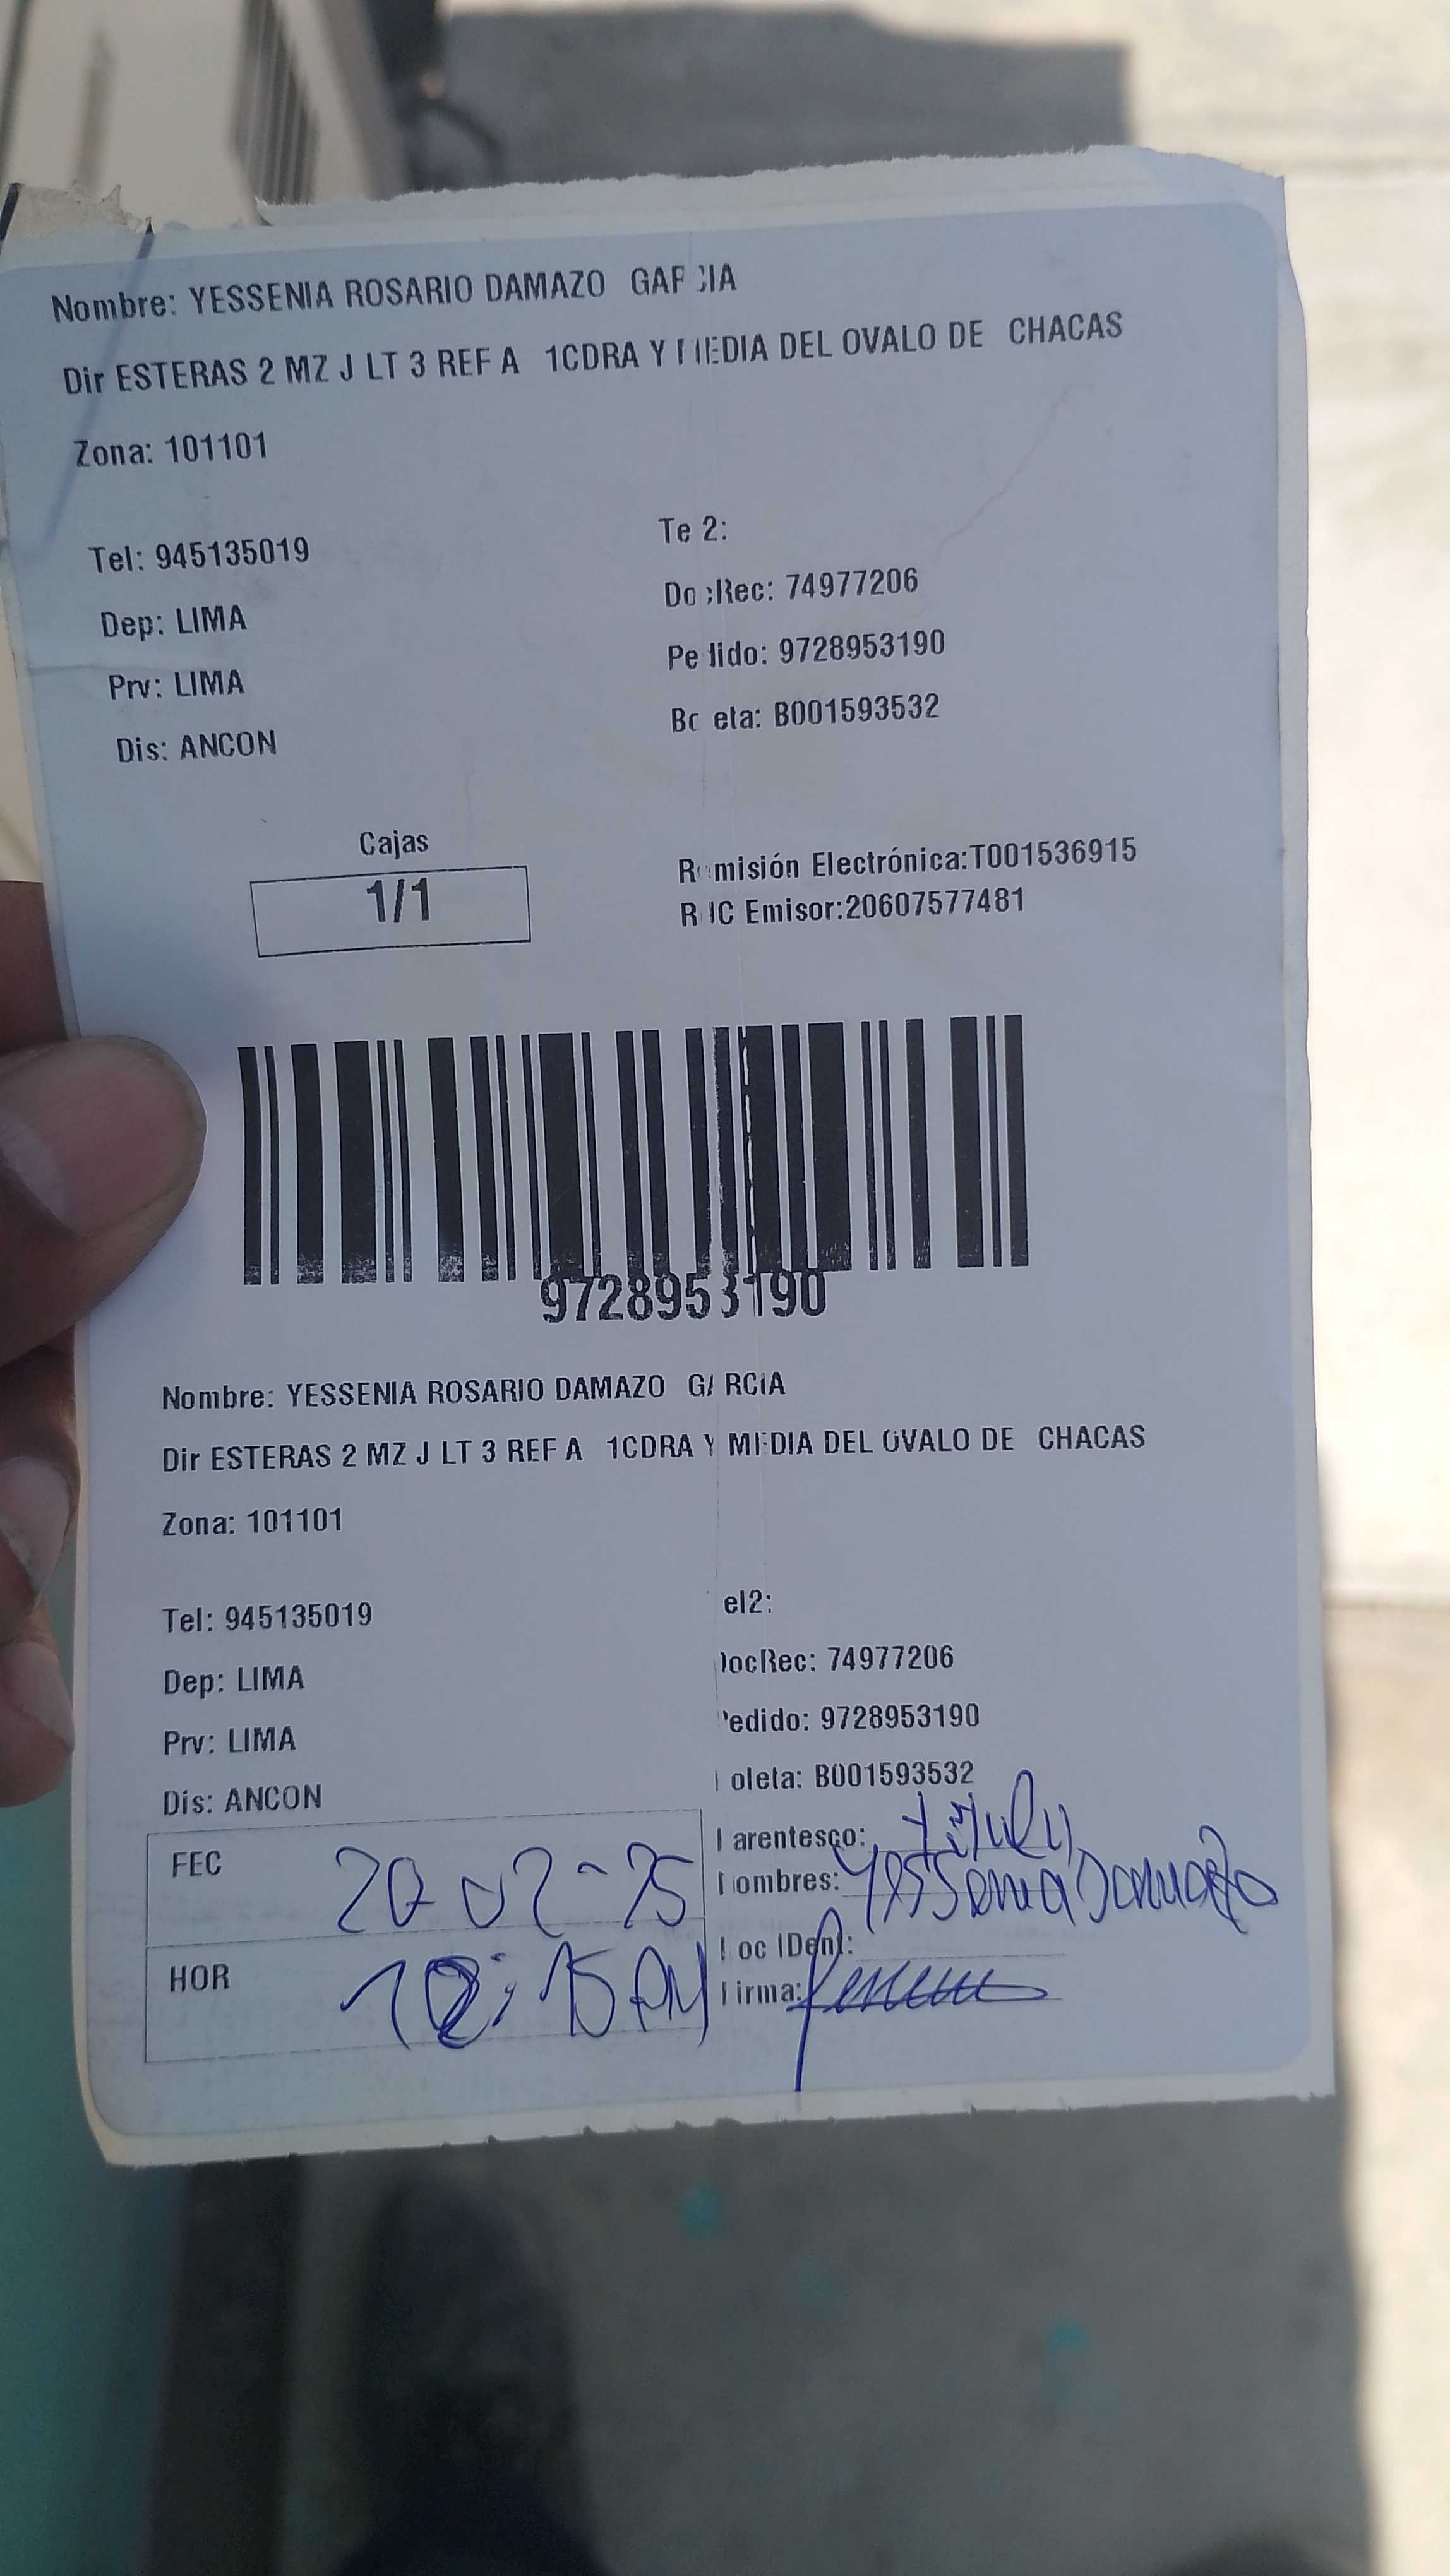 Nombre: YESSENIA ROSARIO DAMAZO GARCIA
Dir ESTERAS 2 MZ J LT 3 REF A 1CDRA Y MEDIA DEL OVALO DE CHACAS
Zona: 101101
Tel: 945135019
Te 2:
Dep: LIMA
DocRec: 74977206
Prv: LIMA
Pedido: 9728953190
Dis: ANCON
Boleta: B001593532
Cajas
1/1
Remisión Electrónica:T001536915
RUC Emisor:20607577481
9728953190
Nombre: YESSENIA ROSARIO DAMAZO GARCIA
Dir ESTERAS 2 MZ J LT 3 REF A 1CDRA Y MEDIA DEL OVALO DE CHACAS
Zona: 101101
Tel: 945135019
el2:
Dep: LIMA
DocRec: 74977206
Prv: LIMA
Pedido: 9728953190
Dis: ANCON
Boleta: B001593532
FEC 20-02-25
Parentesco:
Nombres: Yessenia Damazo
HOR 10:15 AM
Doc IDent:
Firma: